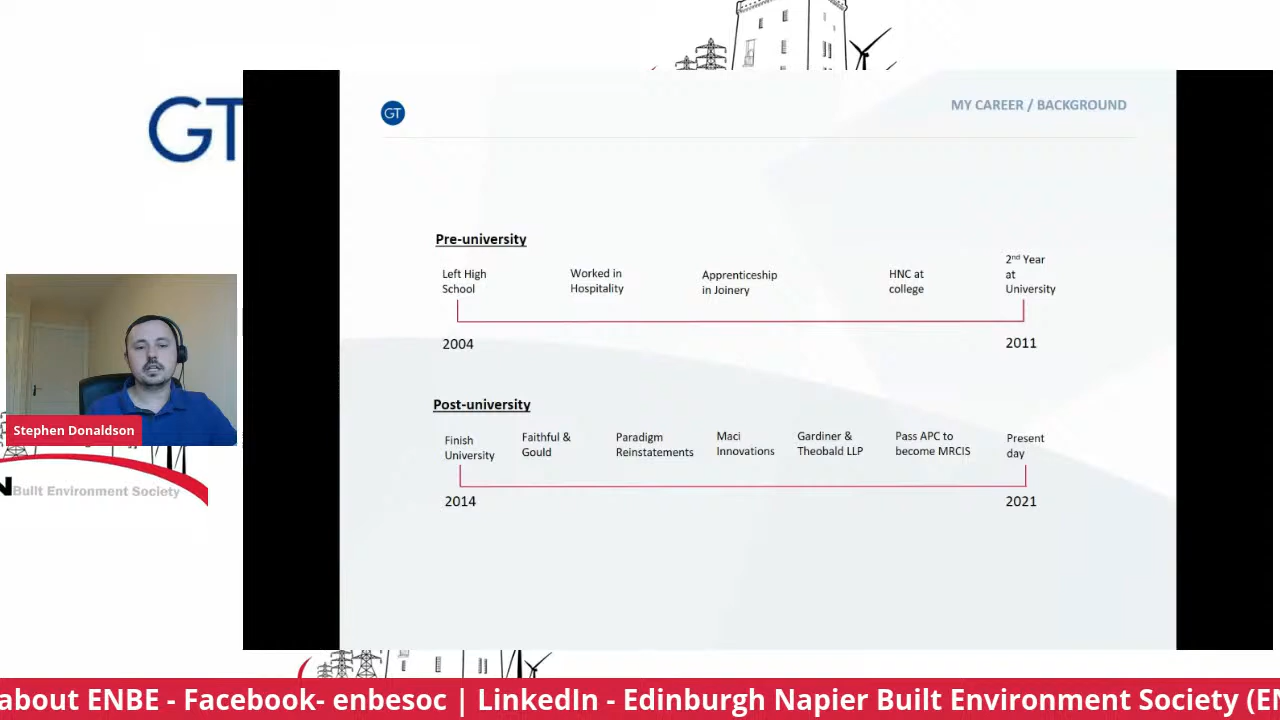 GT
GT
MY CAREER / BACKGROUND
Pre-university
Left High
School
Worked in
Hospitality
Apprenticeship
in Joinery
HNC at
college
2nd Year
at
University
2004
2011
Post-university
Finish
University
Faithful &
Gould
Paradigm
Reinstatements
Maci
Innovations
Gardiner &
Theobald LLP
Pass APC to
become MRCIS
Present
day
2014
2021
Stephen Donaldson
N Built Environment Society
about ENBE - Facebook- enbesoc | LinkedIn - Edinburgh Napier Built Environment Society (EN